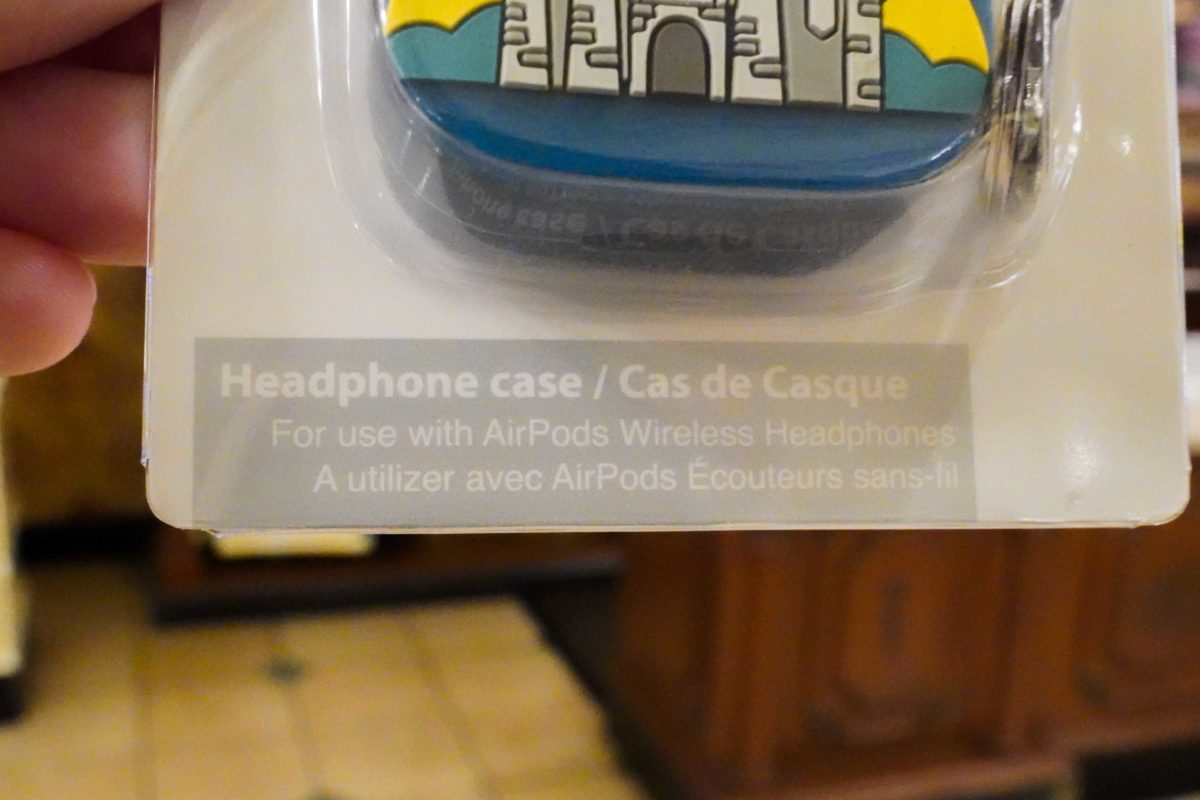 Headphone case / Cas de Casque
For use with AirPods Wireless Headphones
A utilizer avec AirPods Écouteurs sans-fil